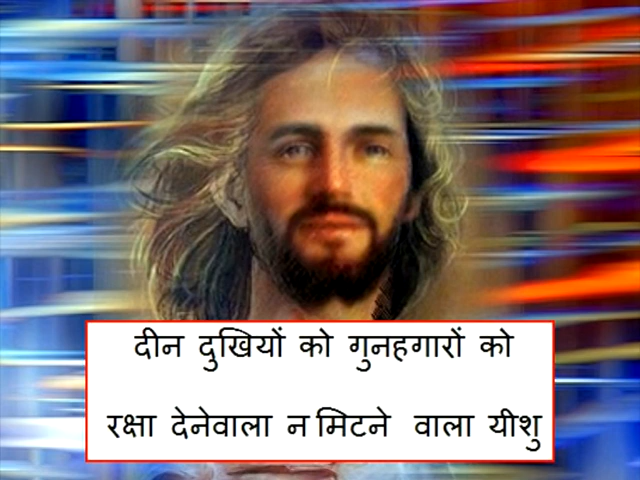 दीन दुखियों को गुनहगारों को
रक्षा देनेवाला न मिटने वाला यीशु